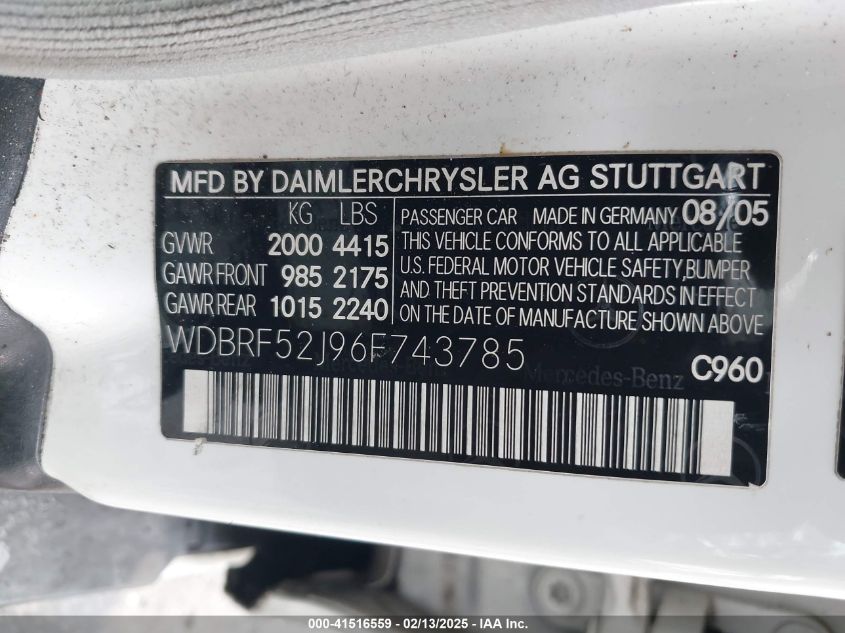 MFD BY DAIMLERCHRYSLER AG STUTTGART
KG LBS
GVWR 2000 4415
GAWR FRONT 985 2175
GAWR REAR 1015 2240
PASSENGER CAR MADE IN GERMANY 08/05
THIS VEHICLE CONFORMS TO ALL APPLICABLE
U.S. FEDERAL MOTOR VEHICLE SAFETY, BUMPER
AND THEFT PREVENTION STANDARDS IN EFFECT
ON THE DATE OF MANUFACTURE SHOWN ABOVE
WDBRF52J96F743785
Mercedes-Benz
C960
000-41516559 - 02/13/2025 - IAA Inc.